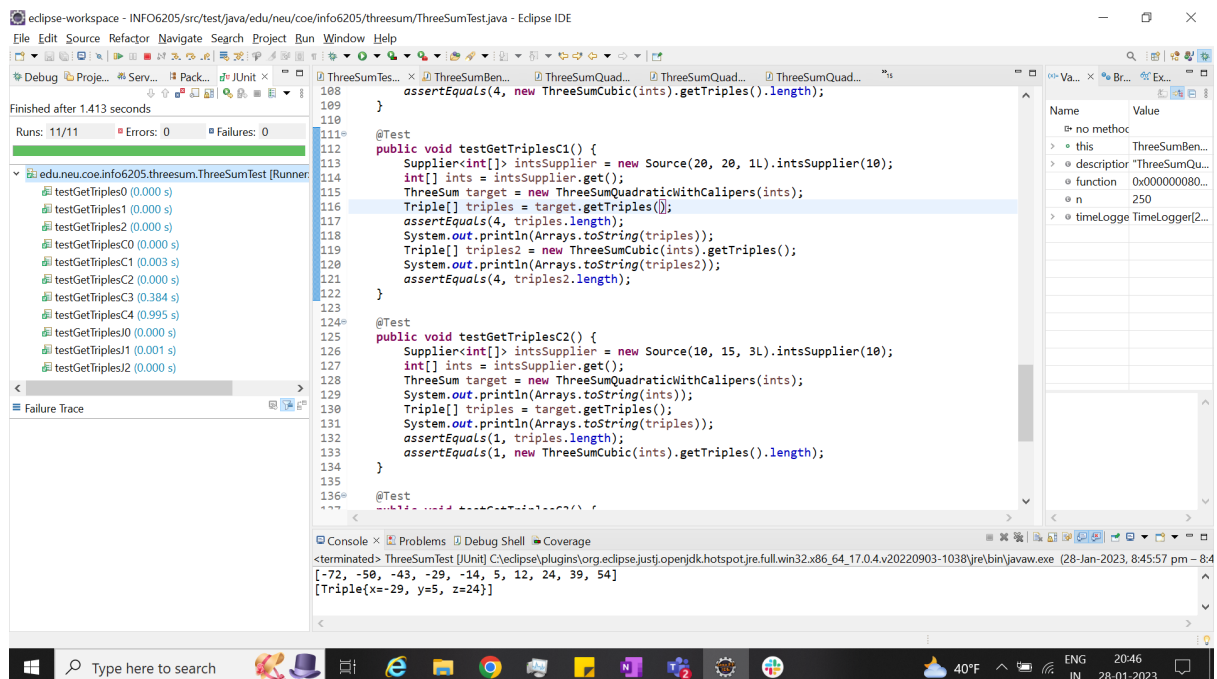 eclipse-workspace - INFO6205/src/test/java/edu/neu/coe/info6205/threesum/ThreeSumTest.java - Eclipse IDE
File Edit Source Refactor Navigate Search Project Run Window Help
Debug Proje... Serv... Pack... JUnit
Finished after 1.413 seconds
Runs: 11/11 Errors: 0 Failures: 0
edu.neu.coe.info6205.threesum.ThreeSumTest [Runner:
testGetTriples0 (0.000 s)
testGetTriples1 (0.000 s)
testGetTriples2 (0.000 s)
testGetTriplesC0 (0.000 s)
testGetTriplesC1 (0.003 s)
testGetTriplesC2 (0.000 s)
testGetTriplesC3 (0.384 s)
testGetTriplesC4 (0.995 s)
testGetTriplesJ0 (0.000 s)
testGetTriplesJ1 (0.001 s)
testGetTriplesJ2 (0.000 s)
Failure Trace
ThreeSumTes... ThreeSumBen... ThreeSumQuad... ThreeSumQuad... ThreeSumQuad... »15
108 assertEquals(4, new ThreeSumCubic(ints).getTriples().length);
109 }
110
111 @Test
112 public void testGetTriplesC1() {
113 Supplier<int[]> intsSupplier = new Source(20, 20, 1L).intsSupplier(10);
114 int[] ints = intsSupplier.get();
115 ThreeSum target = new ThreeSumQuadraticWithCalipers(ints);
116 Triple[] triples = target.getTriples();
117 assertEquals(4, triples.length);
118 System.out.println(Arrays.toString(triples));
119 Triple[] triples2 = new ThreeSumCubic(ints).getTriples();
120 System.out.println(Arrays.toString(triples2));
121 assertEquals(4, triples2.length);
122 }
123
124 @Test
125 public void testGetTriplesC2() {
126 Supplier<int[]> intsSupplier = new Source(10, 15, 3L).intsSupplier(10);
127 int[] ints = intsSupplier.get();
128 ThreeSum target = new ThreeSumQuadraticWithCalipers(ints);
129 System.out.println(Arrays.toString(ints));
130 Triple[] triples = target.getTriples();
131 System.out.println(Arrays.toString(triples));
132 assertEquals(1, triples.length);
133 assertEquals(1, new ThreeSumCubic(ints).getTriples().length);
134 }
135
136 @Test
Va... Br... Ex...
Name Value
no methoc
this ThreeSumBen...
descriptior "ThreeSumQu...
function 0x000000080...
n 250
timeLogge TimeLogger[2...
Console Problems Debug Shell Coverage
<terminated> ThreeSumTest [JUnit] C:\eclipse\plugins\org.eclipse.justj.openjdk.hotspot.jre.full.win32.x86_64_17.0.4.v20220903-1038\jre\bin\javaw.exe (28-Jan-2023, 8:45:57 pm – 8:4
[-72, -50, -43, -29, -14, 5, 12, 24, 39, 54]
[Triple{x=-29, y=5, z=24}]
Type here to search
40°F
ENG
IN
20:46
28-01-2023